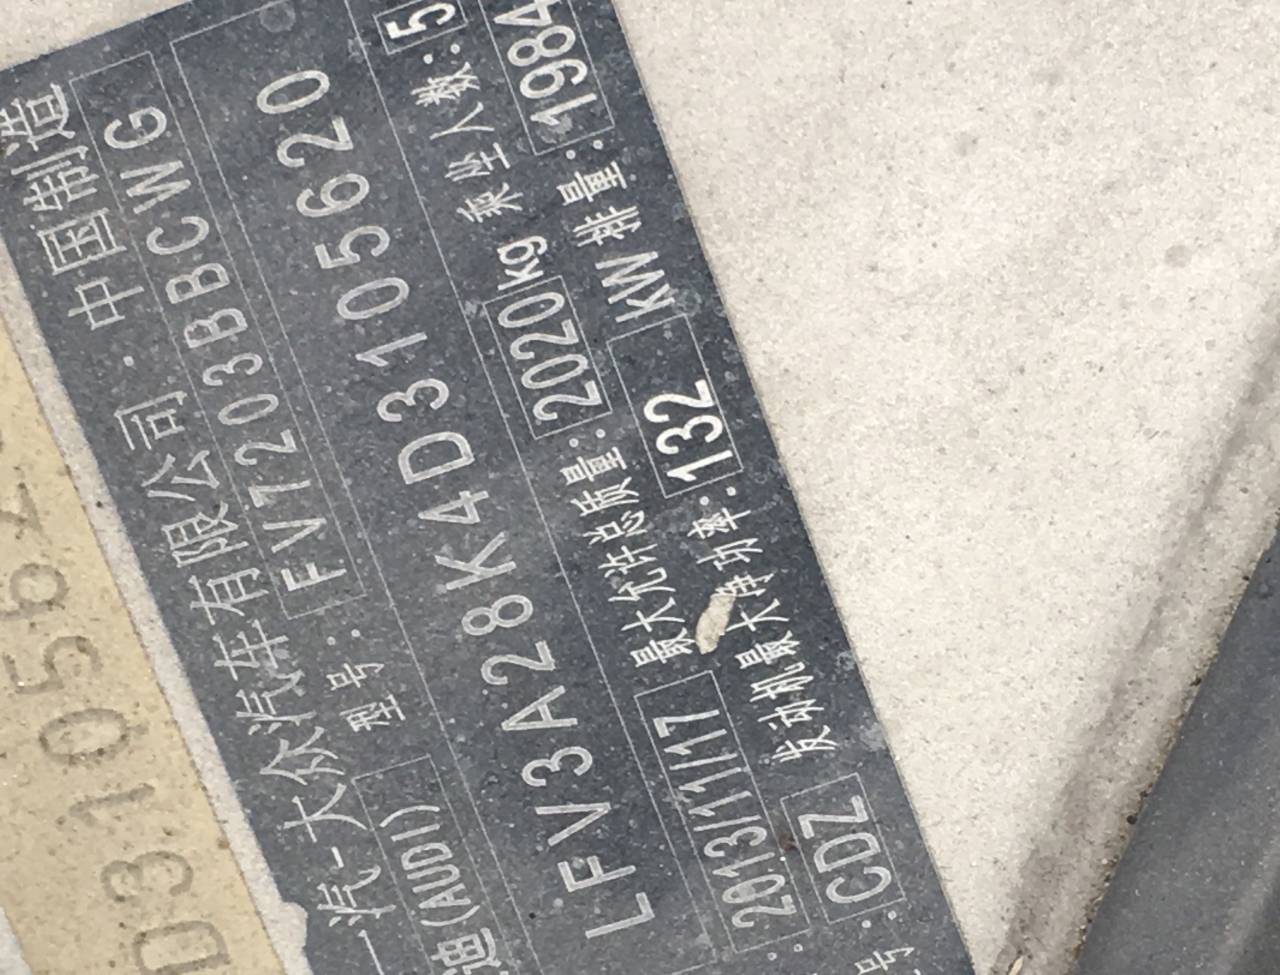 一汽-大众汽车有限公司·中国制造
迪(AUDI) 型号: FV7203BBCWG
LFV3A28K4D3105620
: 2013/11/17 最大允许总质量: 2020kg 乘坐人数: 5
号: CDZ 发动机最大净功率: 132 kW 排量: 1984
D310562